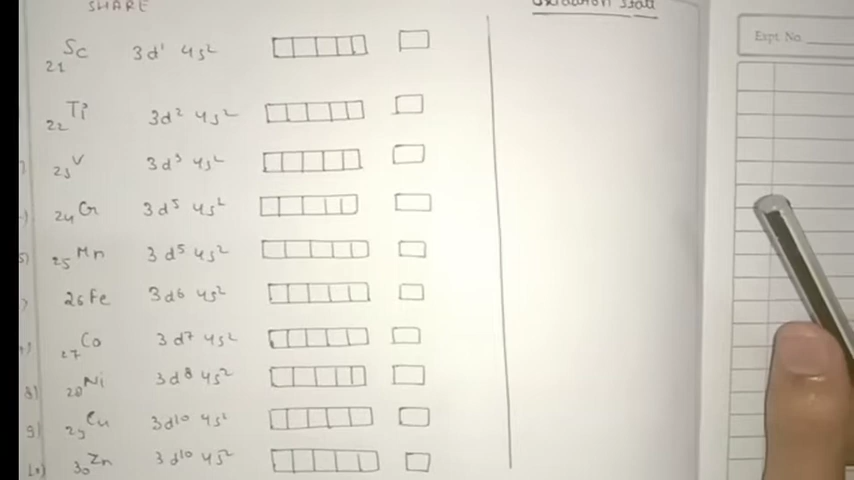 SHARE
21Sc 3d¹ 4s²
22Ti 3d² 4s²
23V 3d³ 4s²
24Cr 3d⁵ 4s²
5) 25Mn 3d⁵ 4s²
26Fe 3d6 4s²
27Co 3d7 4s²
8) 28Ni 3d8 4s²
9) 29Cu 3d¹⁰ 4s²
10) 30Zn 3d¹⁰ 4s²
Expt. No.